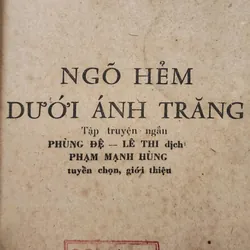 NGÕ HẺM
DƯỚI ÁNH TRĂNG
Tập truyện ngắn
PHÙNG ĐỆ — LÊ THI dịch
PHẠM MẠNH HÙNG
tuyển chọn, giới thiệu